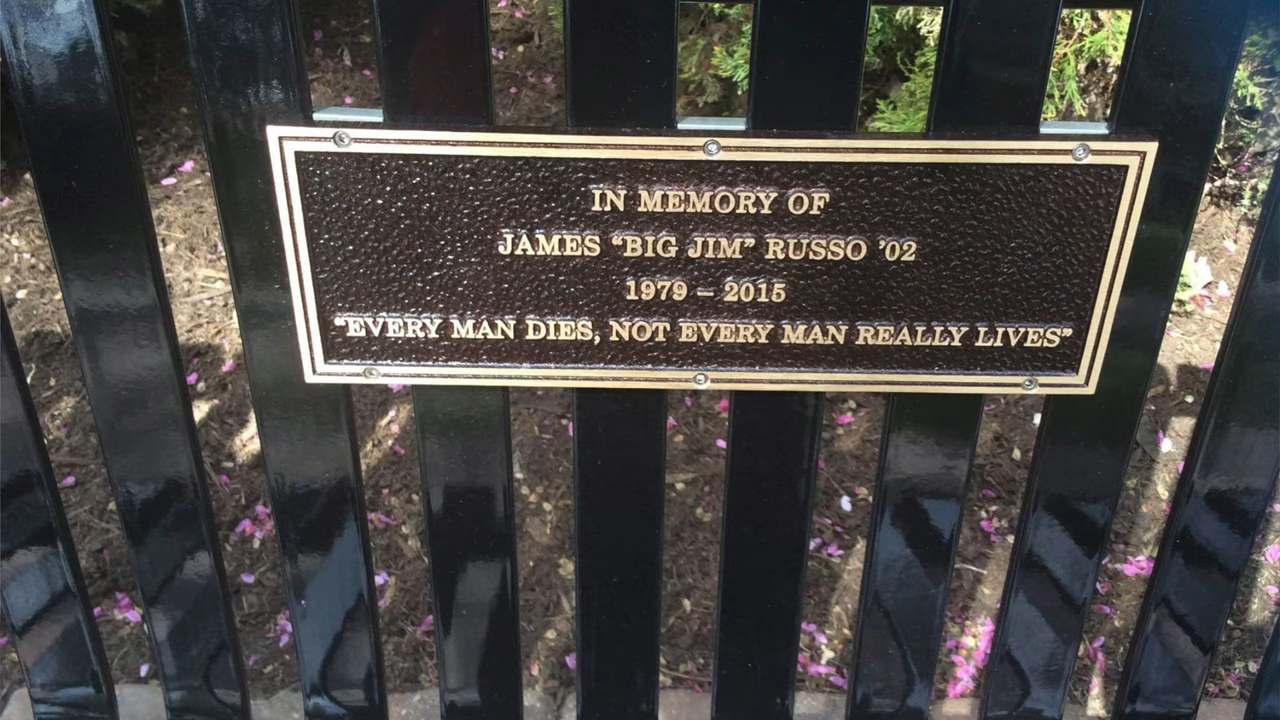 IN MEMORY OF
JAMES “BIG JIM” RUSSO ’02
1979 – 2015
“EVERY MAN DIES, NOT EVERY MAN REALLY LIVES”